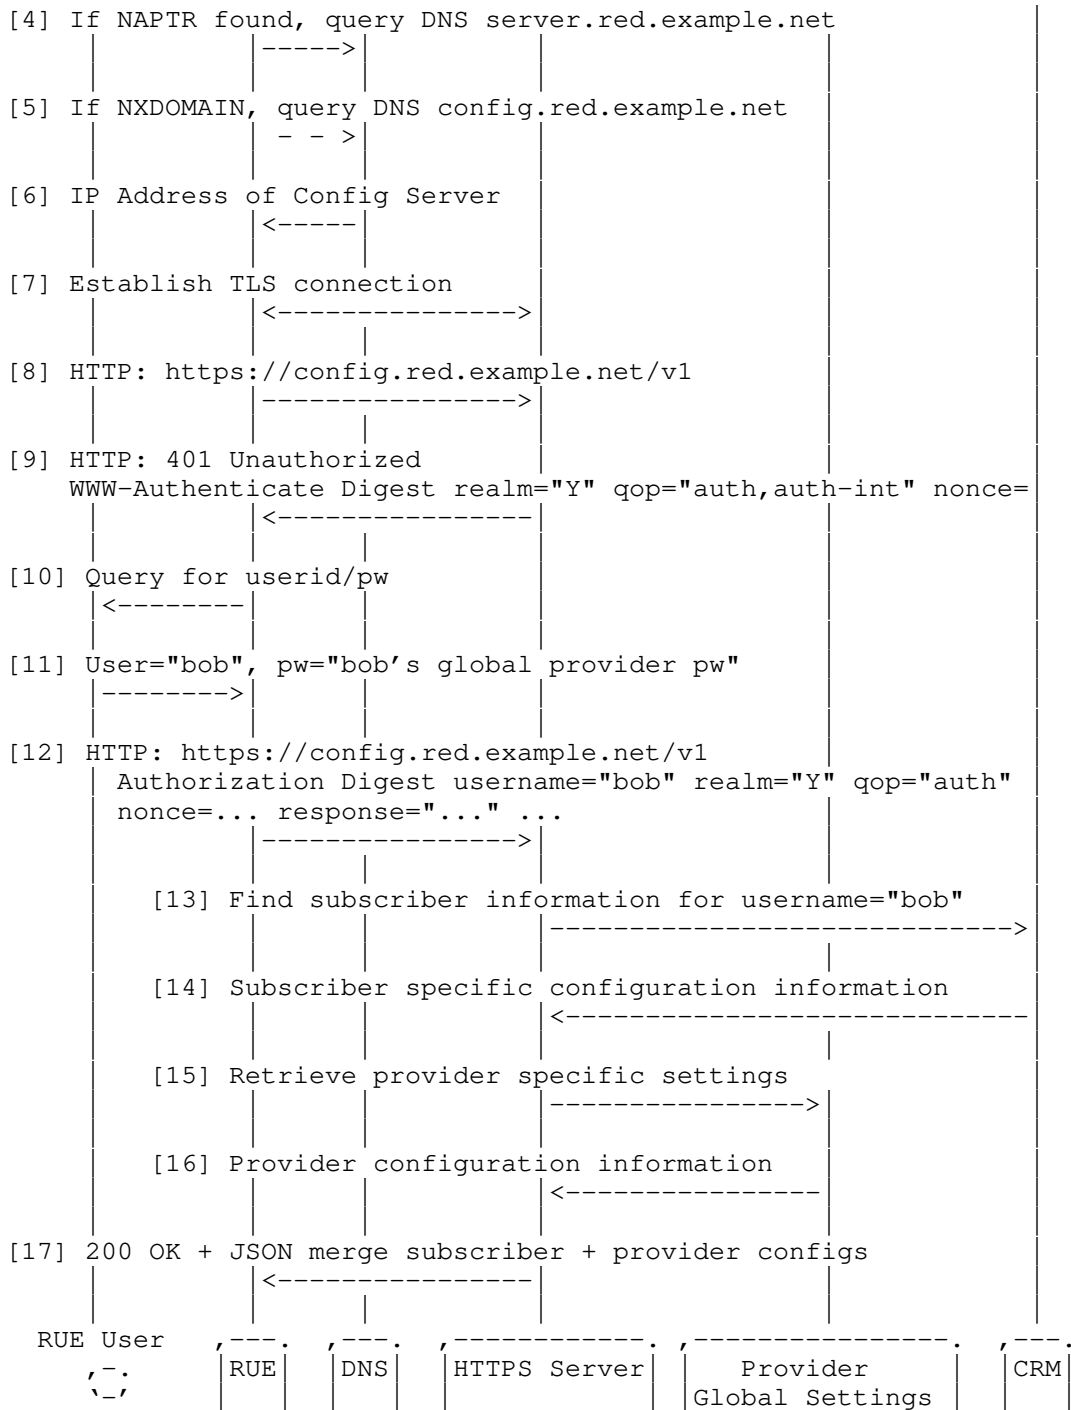 [4] If NAPTR found, query DNS server.red.example.net
[5] If NXDOMAIN, query DNS config.red.example.net
[6] IP Address of Config Server
[7] Establish TLS connection
[8] HTTP: https://config.red.example.net/v1
[9] HTTP: 401 Unauthorized
WWW-Authenticate Digest realm="Y" qop="auth,auth-int" nonce=
[10] Query for userid/pw
[11] User="bob", pw="bob’s global provider pw"
[12] HTTP: https://config.red.example.net/v1
Authorization Digest username="bob" realm="Y" qop="auth"
nonce=... response="..." ...
[13] Find subscriber information for username="bob"
[14] Subscriber specific configuration information
[15] Retrieve provider specific settings
[16] Provider configuration information
[17] 200 OK + JSON merge subscriber + provider configs
RUE User
RUE DNS HTTPS Server Provider CRM
Global Settings